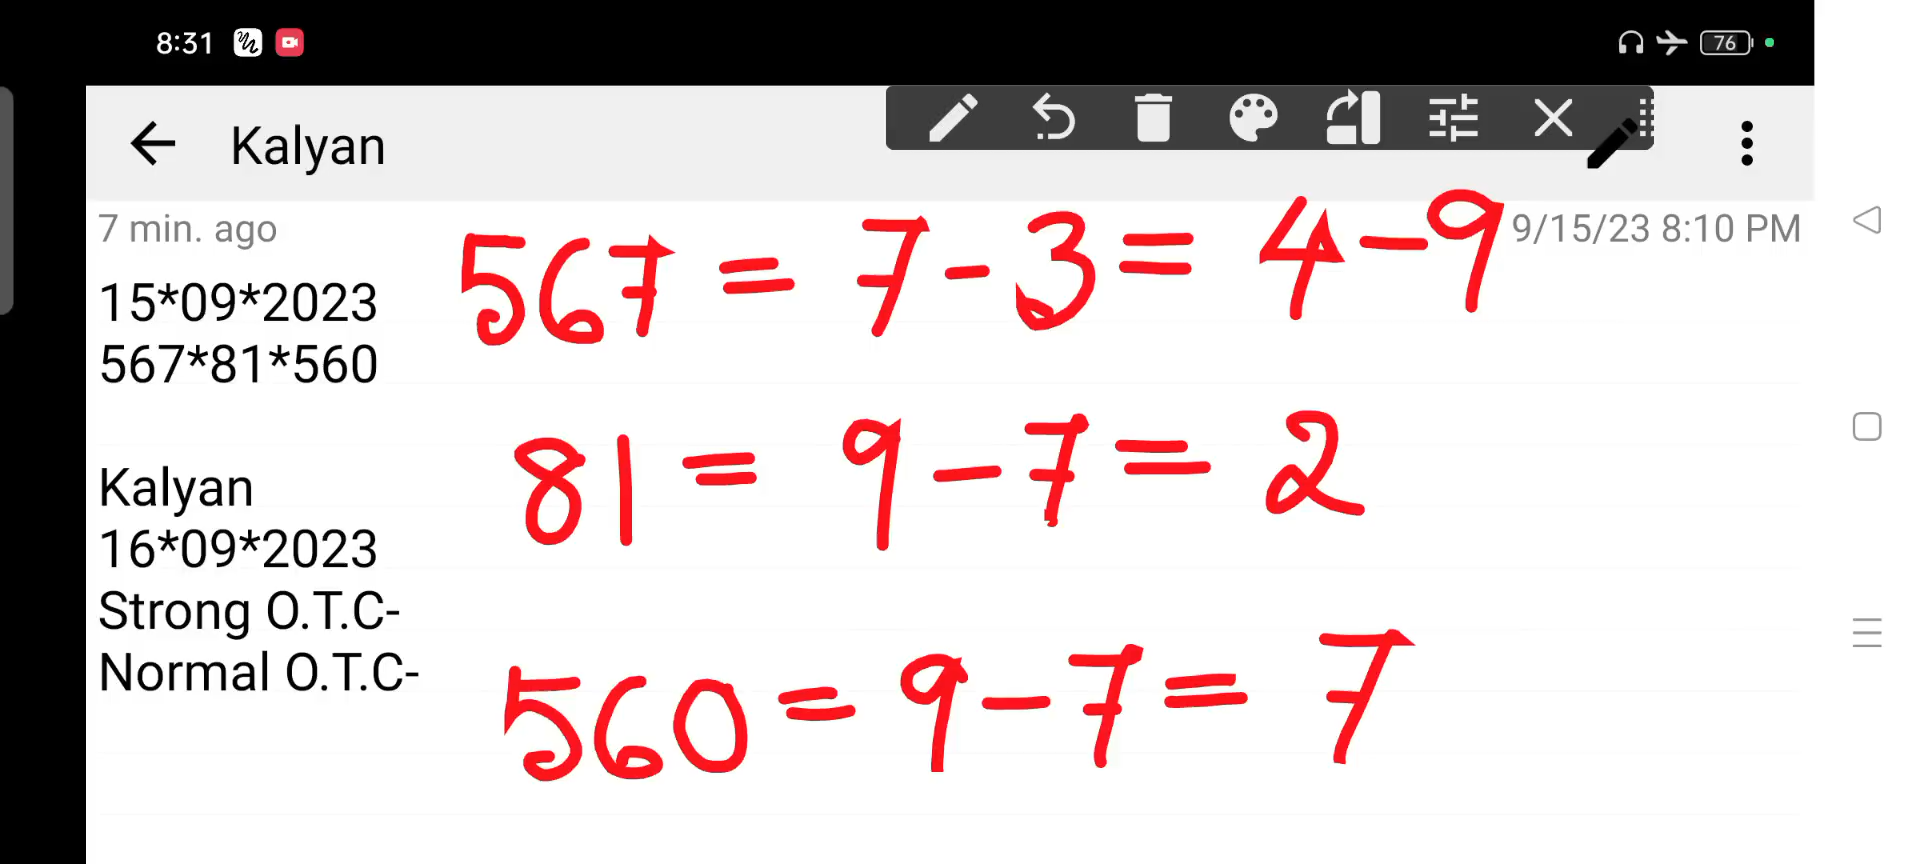 8:31 76
Kalyan
7 min. ago 9/15/23 8:10 PM
567 = 7-3= 4-9
15*09*2023
567*81*560
81 = 9-7= 2
Kalyan
16*09*2023
Strong O.T.C-
Normal O.T.C-
560= 9-7= 7